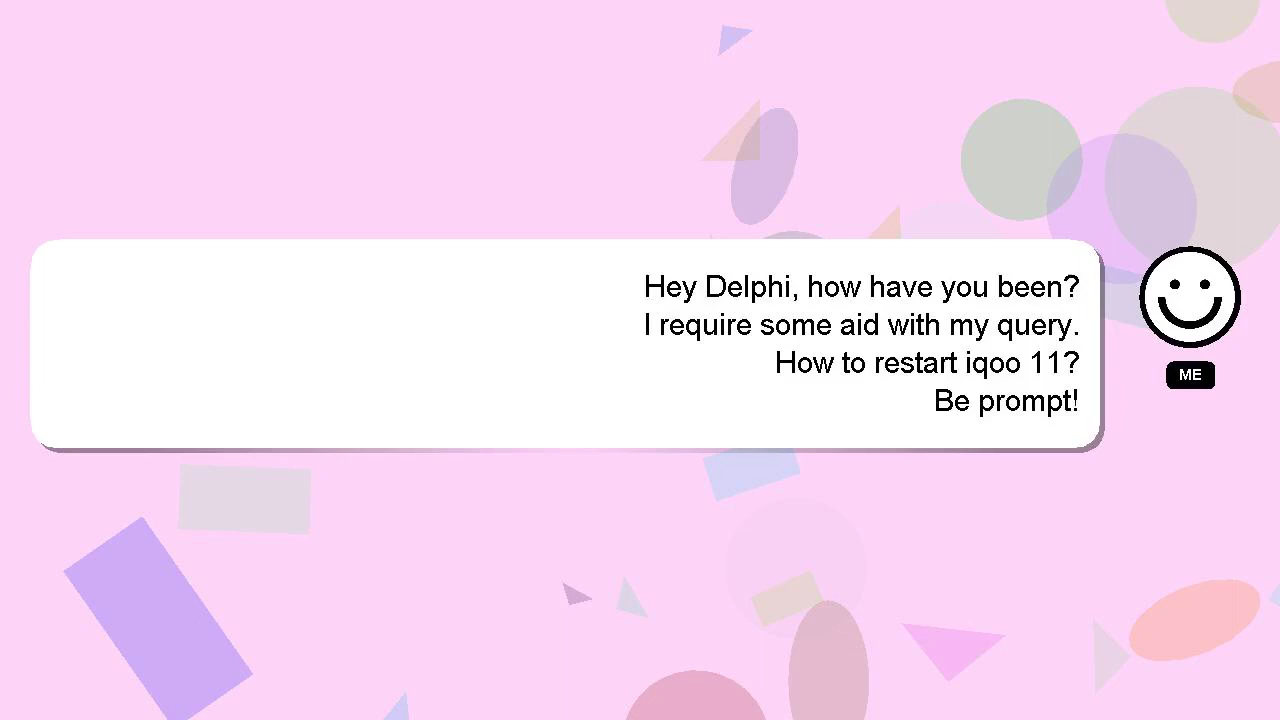 Hey Delphi, how have you been?
I require some aid with my query.
How to restart iqoo 11?
Be prompt!
ME